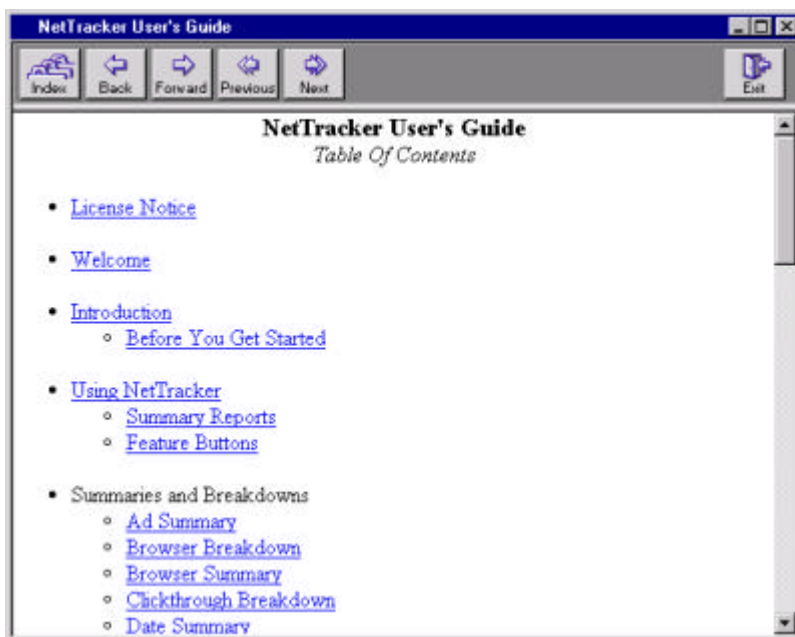 NetTracker User's Guide
Index Back Forward Previous Next Exit
NetTracker User's Guide
Table Of Contents
License Notice
Welcome
Introduction
Before You Get Started
Using NetTracker
Summary Reports
Feature Buttons
Summaries and Breakdowns
Ad Summary
Browser Breakdown
Browser Summary
Clickthrough Breakdown
Date Summary